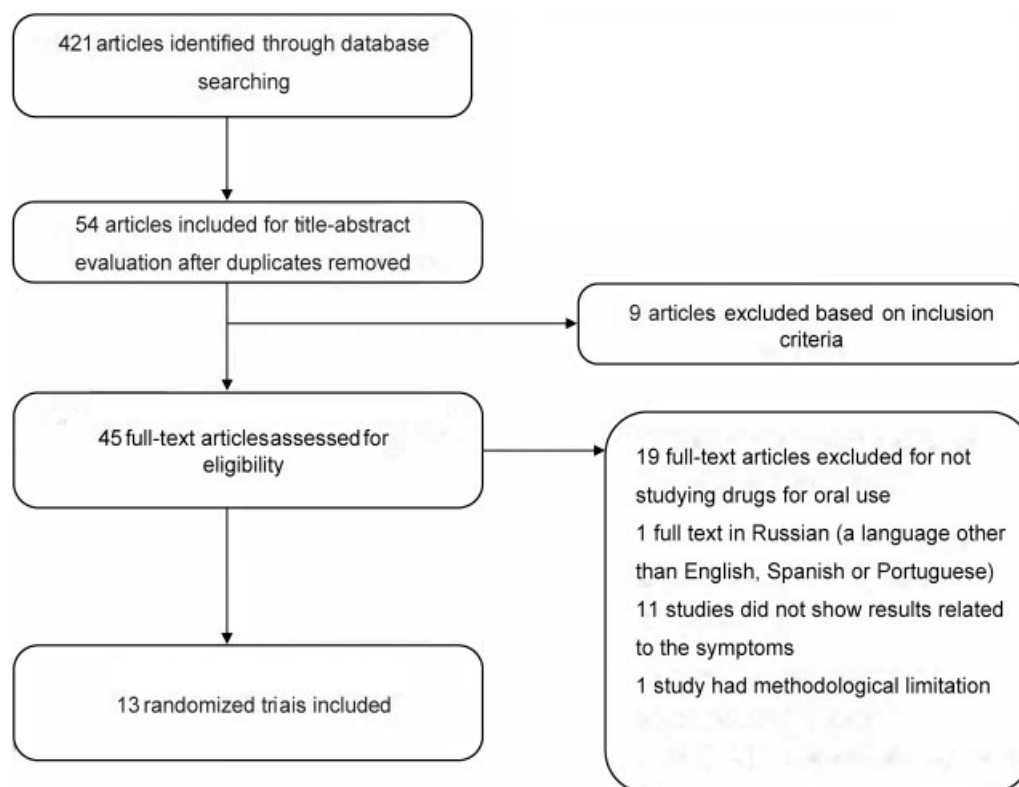 421 articles identified through database
searching
54 articles included for title-abstract
evaluation after duplicates removed
9 articles excluded based on inclusion
criteria
45 full-text articles assessed for
eligibility
19 full-text articles excluded for not
studying drugs for oral use
1 full text in Russian (a language other
than English, Spanish or Portuguese)
11 studies did not show results related
to the symptoms
1 study had methodological limitation
13 randomized triais included